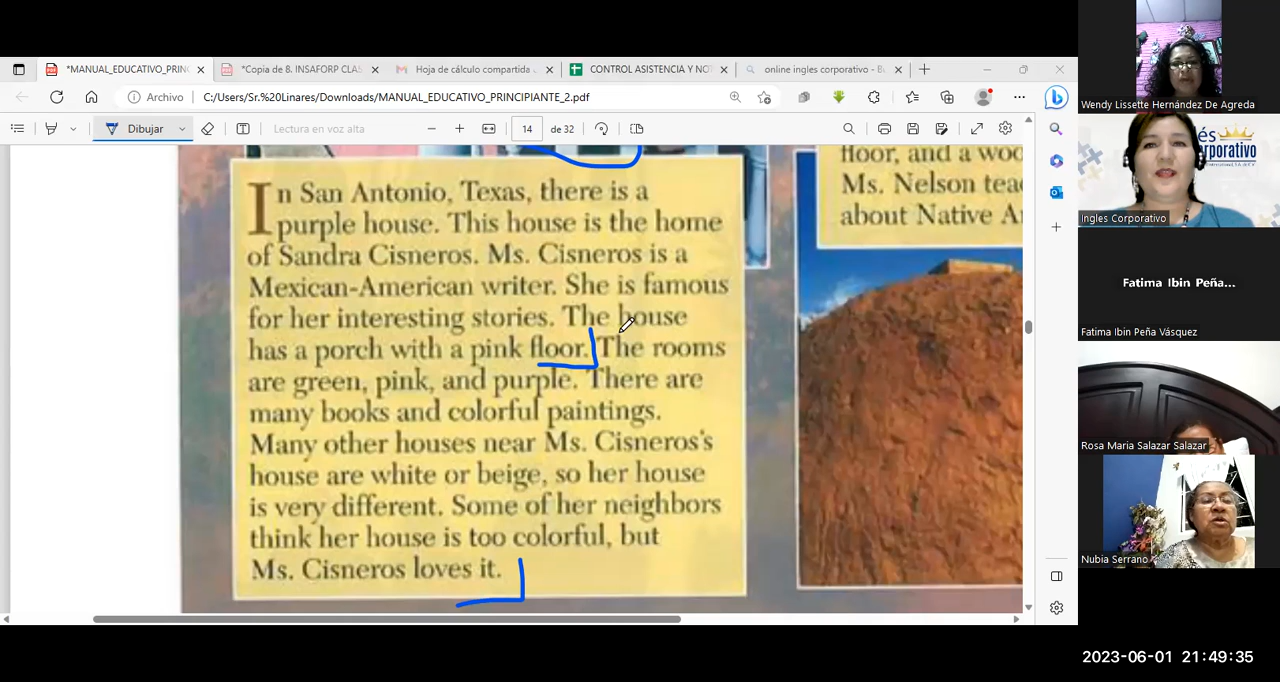 *MANUAL_EDUCATIVO_PRIN
*Copia de 8. INSAFORP CLA
Hoja de cálculo compartida
CONTROL ASISTENCIA Y NO
online ingles corporativo - B
Archivo
C:/Users/Sr.%20Linares/Downloads/MANUAL_EDUCATIVO_PRINCIPIANTE_2.pdf
Dibujar
Lectura en voz alta
14
de 32
In San Antonio, Texas, there is a
purple house. This house is the home
of Sandra Cisneros. Ms. Cisneros is a
Mexican-American writer. She is famous
for her interesting stories. The house
has a porch with a pink floor. The rooms
are green, pink, and purple. There are
many books and colorful paintings.
Many other houses near Ms. Cisneros's
house are white or beige, so her house
is very different. Some of her neighbors
think her house is too colorful, but
Ms. Cisneros loves it.
floor, and a woo
Ms. Nelson tea
about Native A
Wendy Lissette Hernández De Agreda
és
rporativo
Ingles Corporativo
Fatima Ibin Peña...
Fatima Ibin Peña Vásquez
Rosa Maria Salazar Salazar
Nubia Serrano
2023-06-01 21:49:35